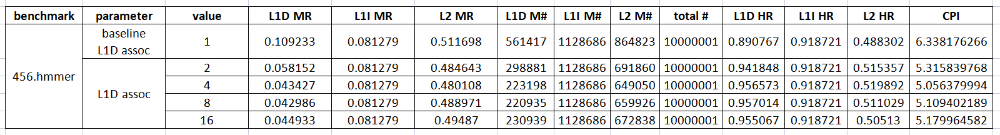 benchmark parameter value L1D MR L1I MR L2 MR L1D M# L1I M# L2 M# total # L1D HR L1I HR L2 HR CPI
456.hmmer baseline
L1D assoc 1 0.109233 0.081279 0.511698 561417 1128686 864823 10000001 0.890767 0.918721 0.488302 6.338176266
L1D assoc 2 0.058152 0.081279 0.484643 298881 1128686 691860 10000001 0.941848 0.918721 0.515357 5.315839768
4 0.043427 0.081279 0.480108 223198 1128686 649050 10000001 0.956573 0.918721 0.519892 5.056379994
8 0.042986 0.081279 0.488971 220935 1128686 659926 10000001 0.957014 0.918721 0.511029 5.109402189
16 0.044933 0.081279 0.49487 230939 1128686 672838 10000001 0.955067 0.918721 0.50513 5.179964582